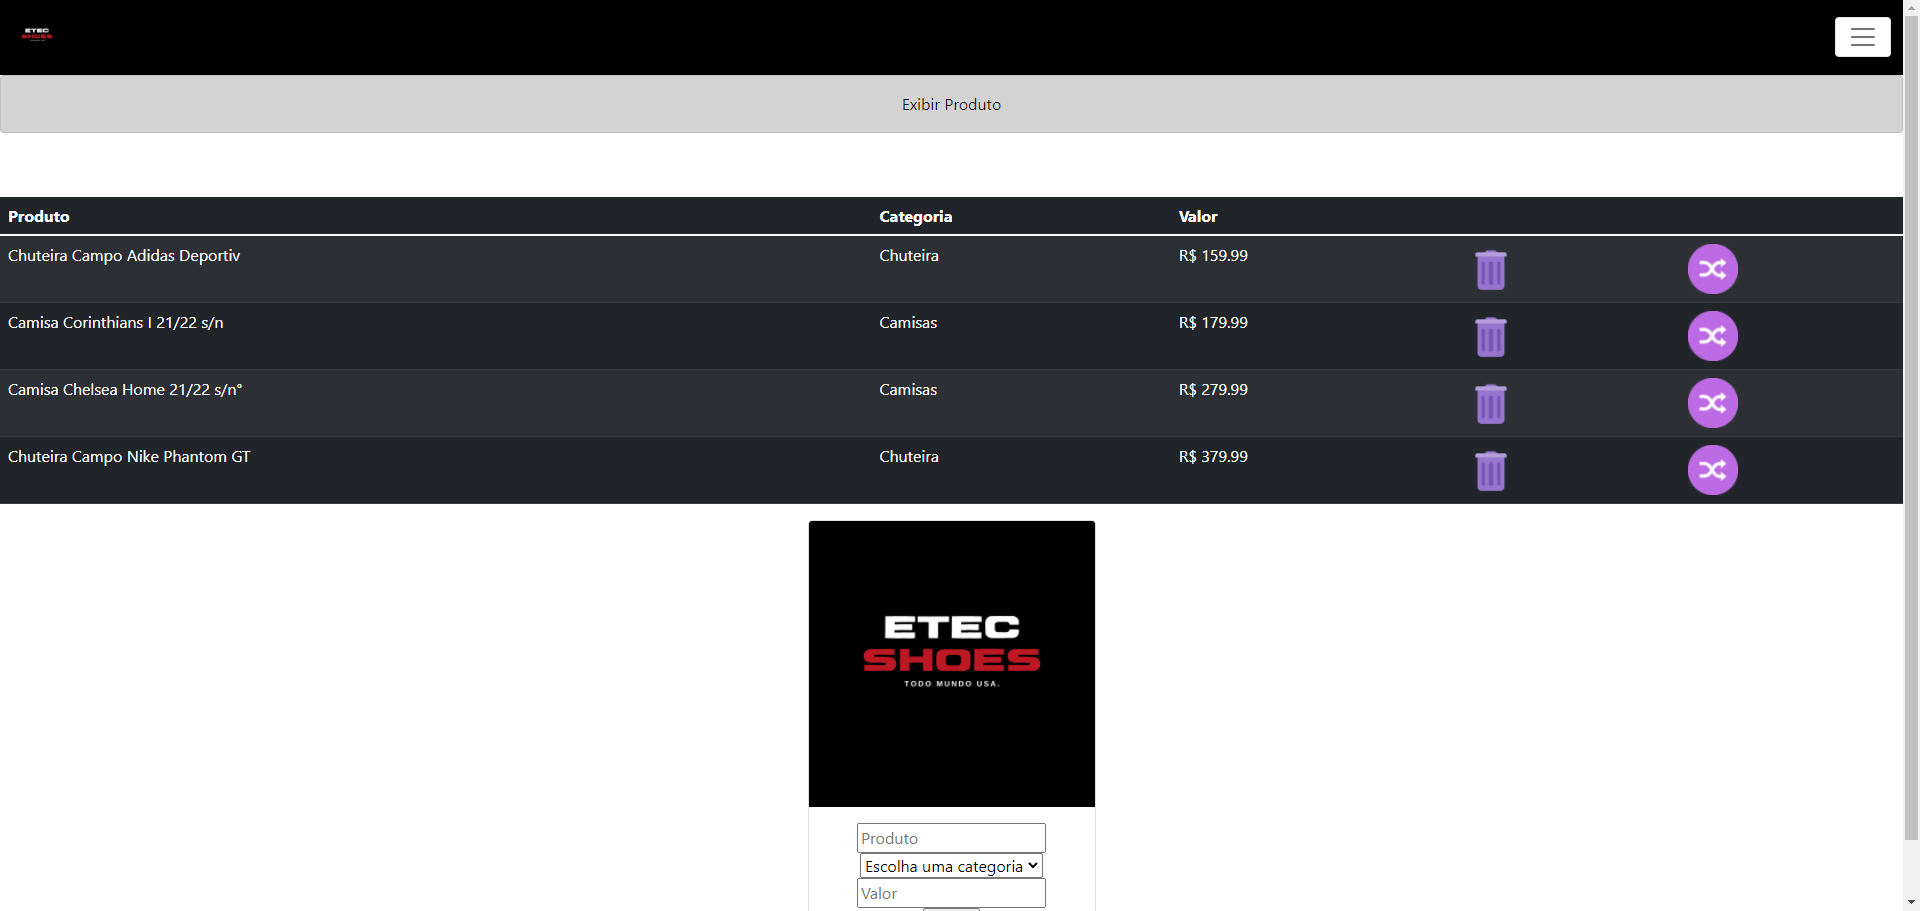 ETEC
SHOES
Exibir Produto
Produto Categoria Valor
Chuteira Campo Adidas Deportiv Chuteira R$ 159.99
Camisa Corinthians I 21/22 s/n Camisas R$ 179.99
Camisa Chelsea Home 21/22 s/n° Camisas R$ 279.99
Chuteira Campo Nike Phantom GT Chuteira R$ 379.99
ETEC
SHOES
TODO MUNDO USA.
Produto
Escolha uma categoria
Valor